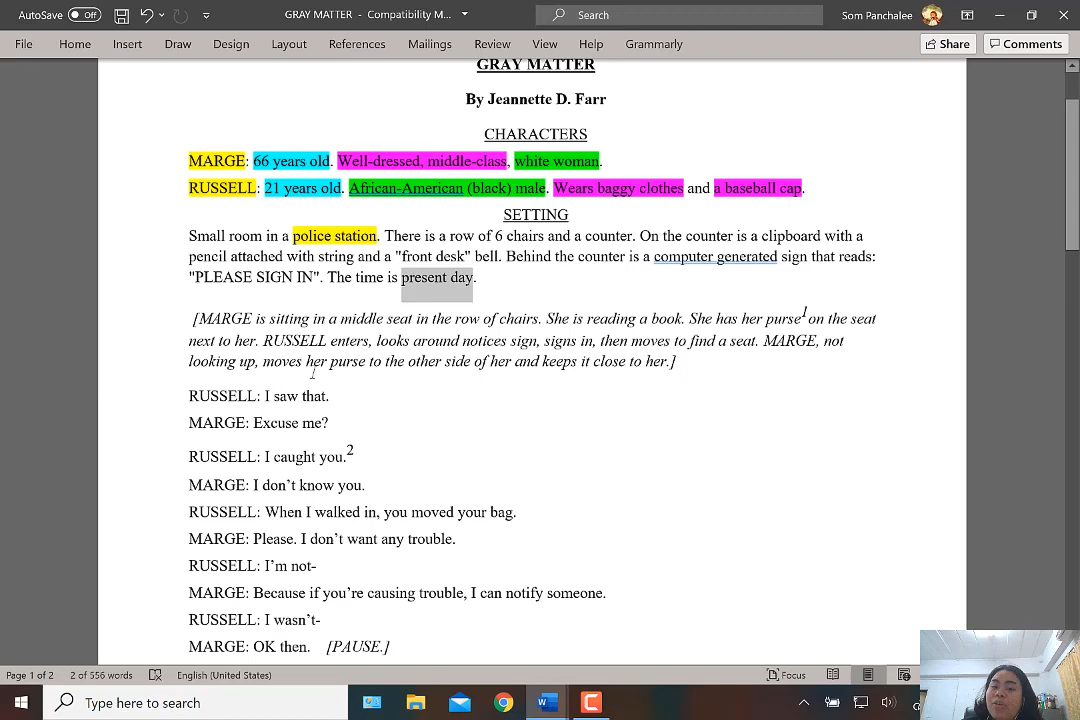 AutoSave Off GRAY MATTER - Compatibility M... Search Som Panchalee
File Home Insert Draw Design Layout References Mailings Review View Help Grammarly Share Comments
GRAY MATTER
By Jeannette D. Farr
CHARACTERS
MARGE: 66 years old. Well-dressed, middle-class, white woman.
RUSSELL: 21 years old. African-American (black) male. Wears baggy clothes and a baseball cap.
SETTING
Small room in a police station. There is a row of 6 chairs and a counter. On the counter is a clipboard with a
pencil attached with string and a "front desk" bell. Behind the counter is a computer generated sign that reads:
"PLEASE SIGN IN". The time is present day.
[MARGE is sitting in a middle seat in the row of chairs. She is reading a book. She has her purse1 on the seat
next to her. RUSSELL enters, looks around notices sign, signs in, then moves to find a seat. MARGE, not
looking up, moves her purse to the other side of her and keeps it close to her.]
RUSSELL: I saw that.
MARGE: Excuse me?
RUSSELL: I caught you.2
MARGE: I don't know you.
RUSSELL: When I walked in, you moved your bag.
MARGE: Please. I don't want any trouble.
RUSSELL: I'm not-
MARGE: Because if you're causing trouble, I can notify someone.
RUSSELL: I wasn't-
MARGE: OK then. [PAUSE.]
Page 1 of 2 2 of 556 words English (United States) Focus
Type here to search